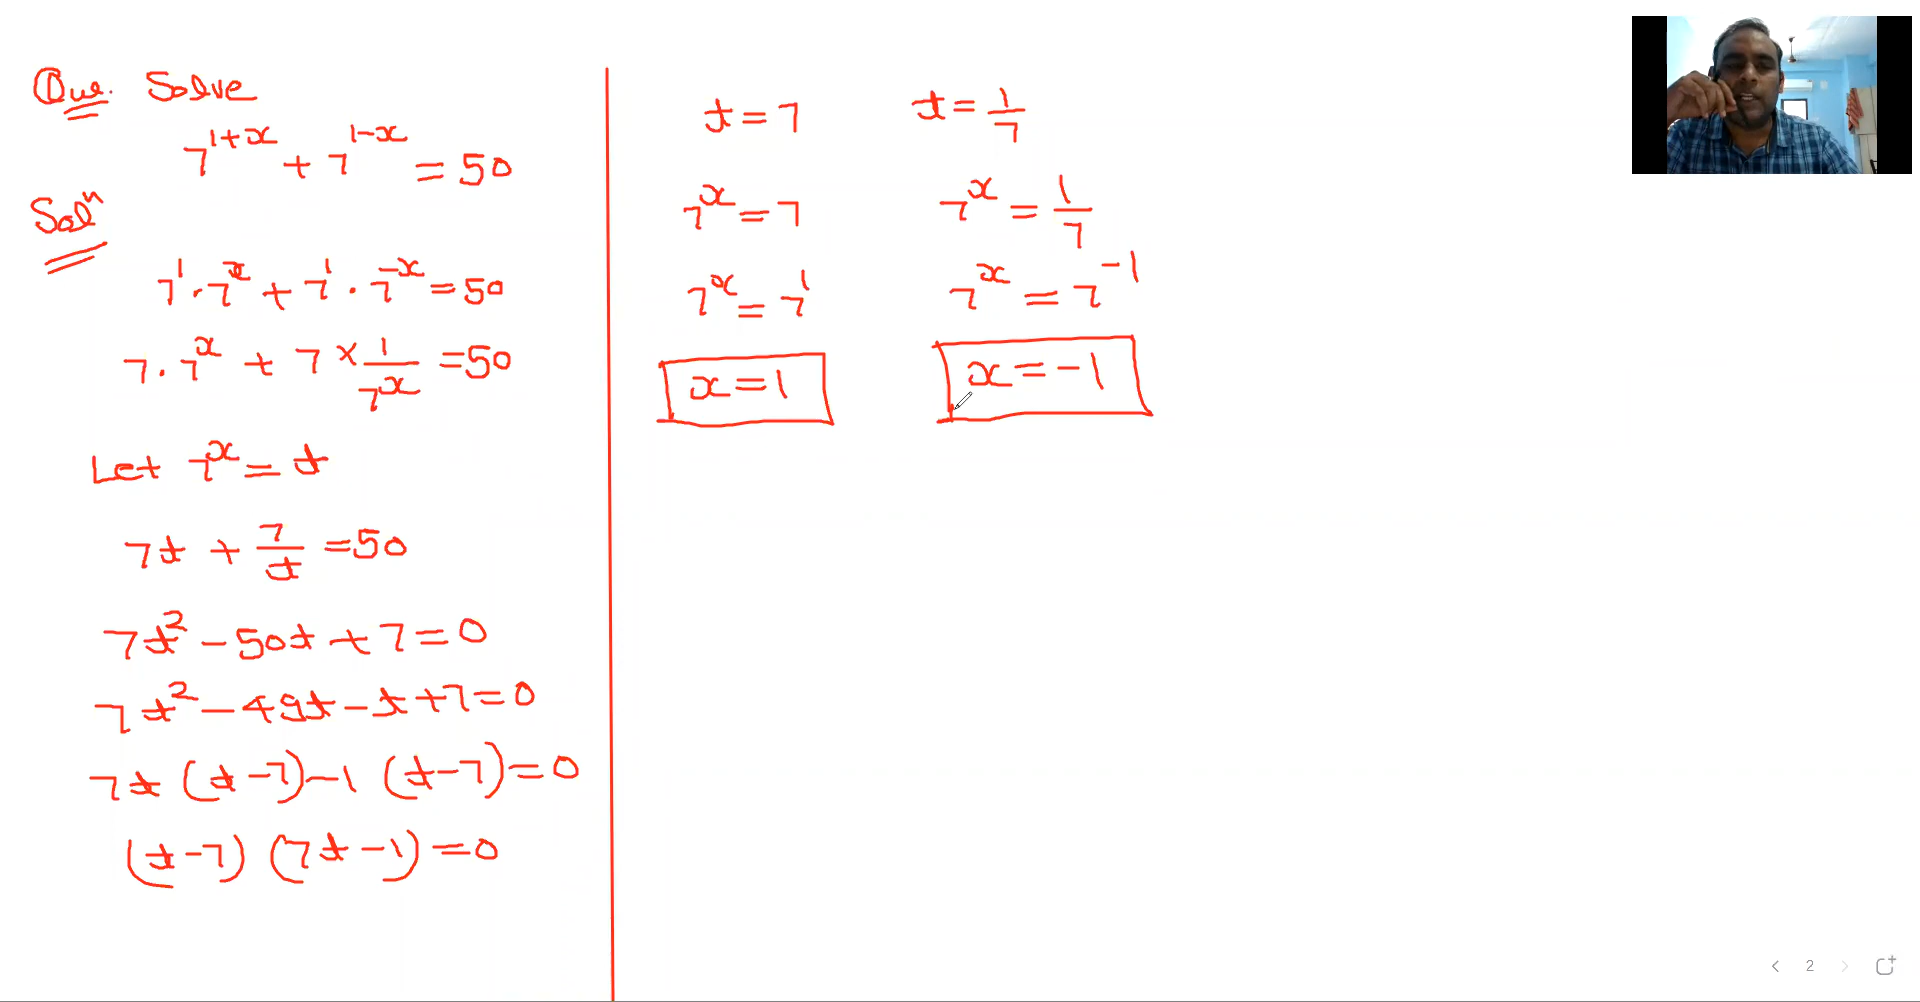 Que. Solve
7^{1+x} + 7^{1-x} = 50
Sol^n
7^1 . 7^x + 7^1 . 7^{-x} = 50
7 . 7^x + 7 × 1/7^x = 50
Let 7^x = t
7t + 7/t = 50
7t^2 - 50t + 7 = 0
7t^2 - 49t - t + 7 = 0
7t (t-7) - 1 (t-7) = 0
(t-7) (7t-1) = 0
t = 7
7^x = 7
7^x = 7^1
x = 1
t = 1/7
7^x = 1/7
7^x = 7^{-1}
x = -1
2